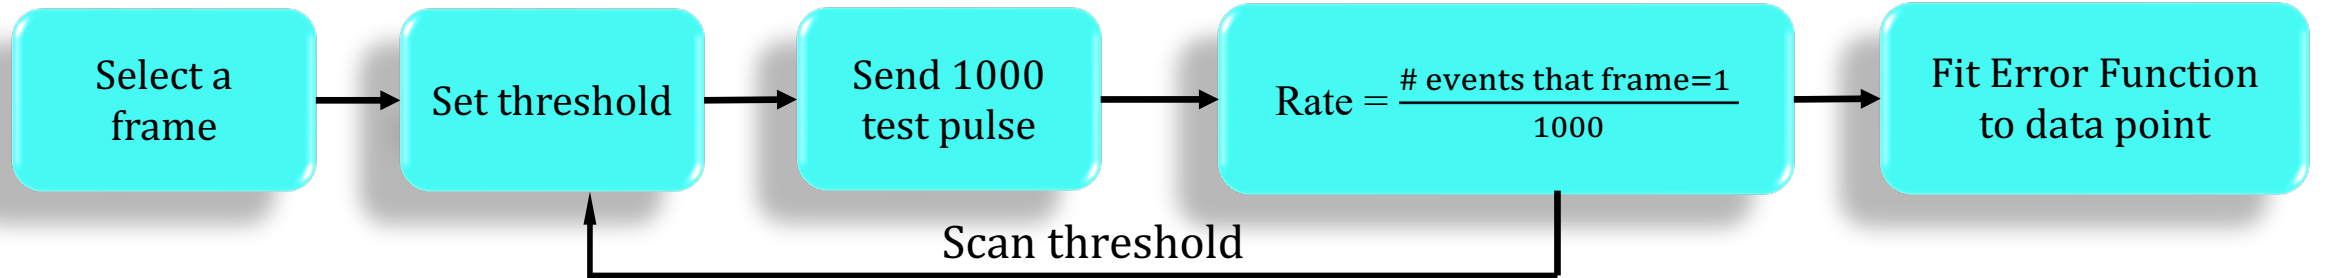 Select a
frame
Set threshold
Send 1000
test pulse
Rate = # events that frame=1 / 1000
Fit Error Function
to data point
Scan threshold